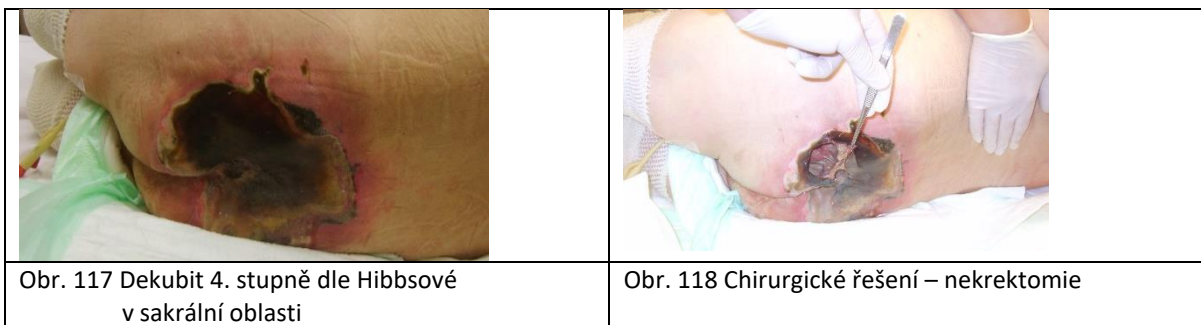 Obr. 117 Dekubit 4. stupně dle Hibbsové
v sakrální oblasti
Obr. 118 Chirurgické řešení – nekrektomie